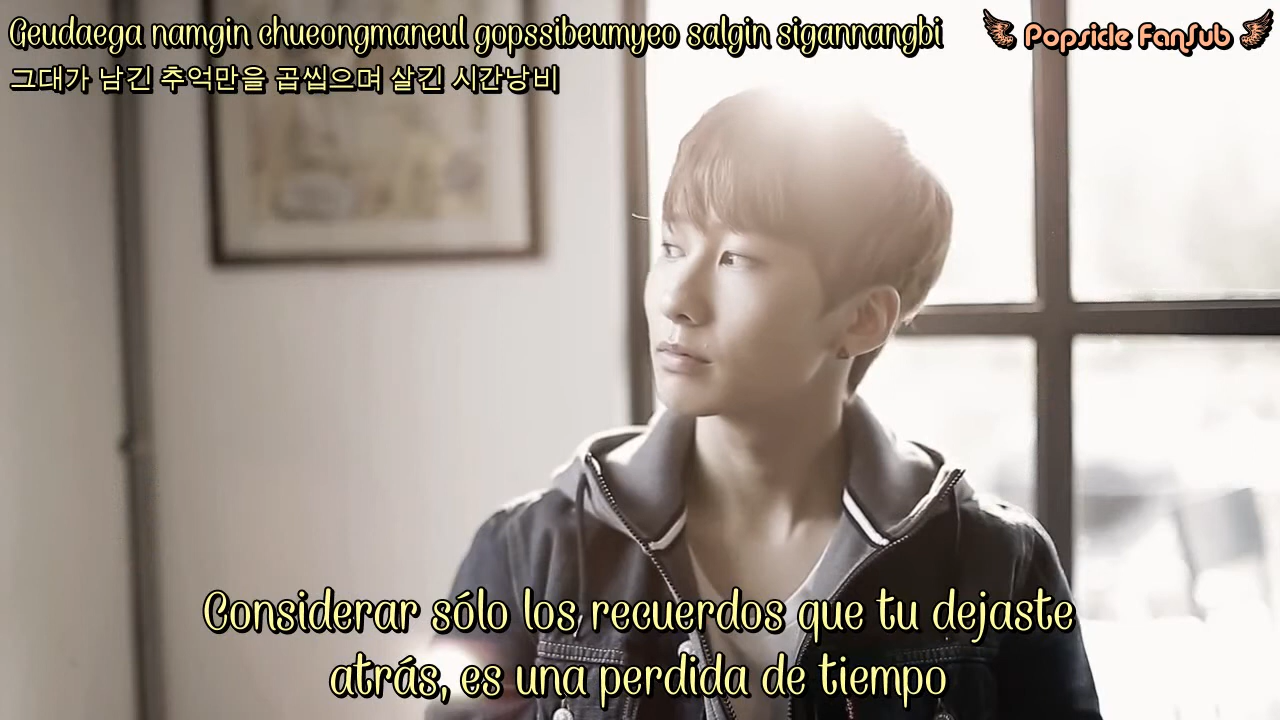 Geudaega namgin chueongmaneul gopssibeumyeo salgin sigannangbi
Popsicle Fansub
그대가 남긴 추억만을 곱씹으며 살긴 시간낭비
Considerar sólo los recuerdos que tu dejaste
atrás, es una perdida de tiempo